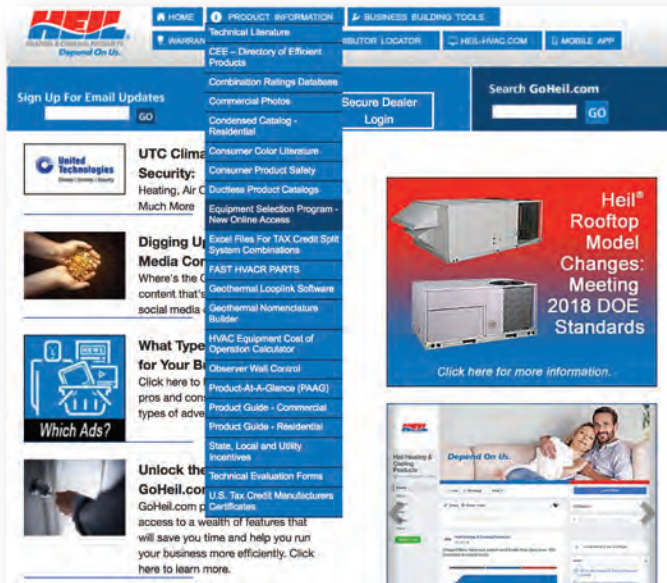 HEIL
HEATING & COOLING PRODUCTS
Depend On Us.
HOME
PRODUCT INFORMATION
BUSINESS BUILDING TOOLS
WARRAN
IBUTOR LOCATOR
HEIL-HVAC.COM
MOBILE APP
Technical Literature
CEE – Directory of Efficient
Products
Combination Ratings Database
Commercial Photos
Condensed Catalog -
Residential
Consumer Color Literature
Consumer Product Safety
Ductless Product Catalogs
Equipment Selection Program -
New Online Access
Excel Files For TAX Credit Split
System Combinations
FAST HVACR PARTS
Geothermal Looplink Software
Geothermal Nomenclature
Builder
HVAC Equipment Cost of
Operation Calculator
Observer Wall Control
Product-At-A-Glance (PAAG)
Product Guide - Commercial
Product Guide - Residential
State, Local and Utility
Incentives
Technical Evaluation Forms
U.S. Tax Credit Manufacturers
Certificates
Sign Up For Email Updates
GO
Secure Dealer
Login
Search GoHeil.com
GO
United
Technologies
UTC Clima
Security:
Heating, Air C
Much More
Digging Up
Media Con
Where's the G
content that's
social media
Which Ads?
What Type
for Your Bu
Click here to
pros and cons
types of adve
Unlock the
GoHeil.com
GoHeil.com p
access to a wealth of features that
will save you time and help you run
your business more efficiently. Click
here to learn more.
Heil®
Rooftop
Model
Changes:
Meeting
2018 DOE
Standards
Click here for more information.
HEIL
Depend On Us.
Heil Heating &
Cooling
Products